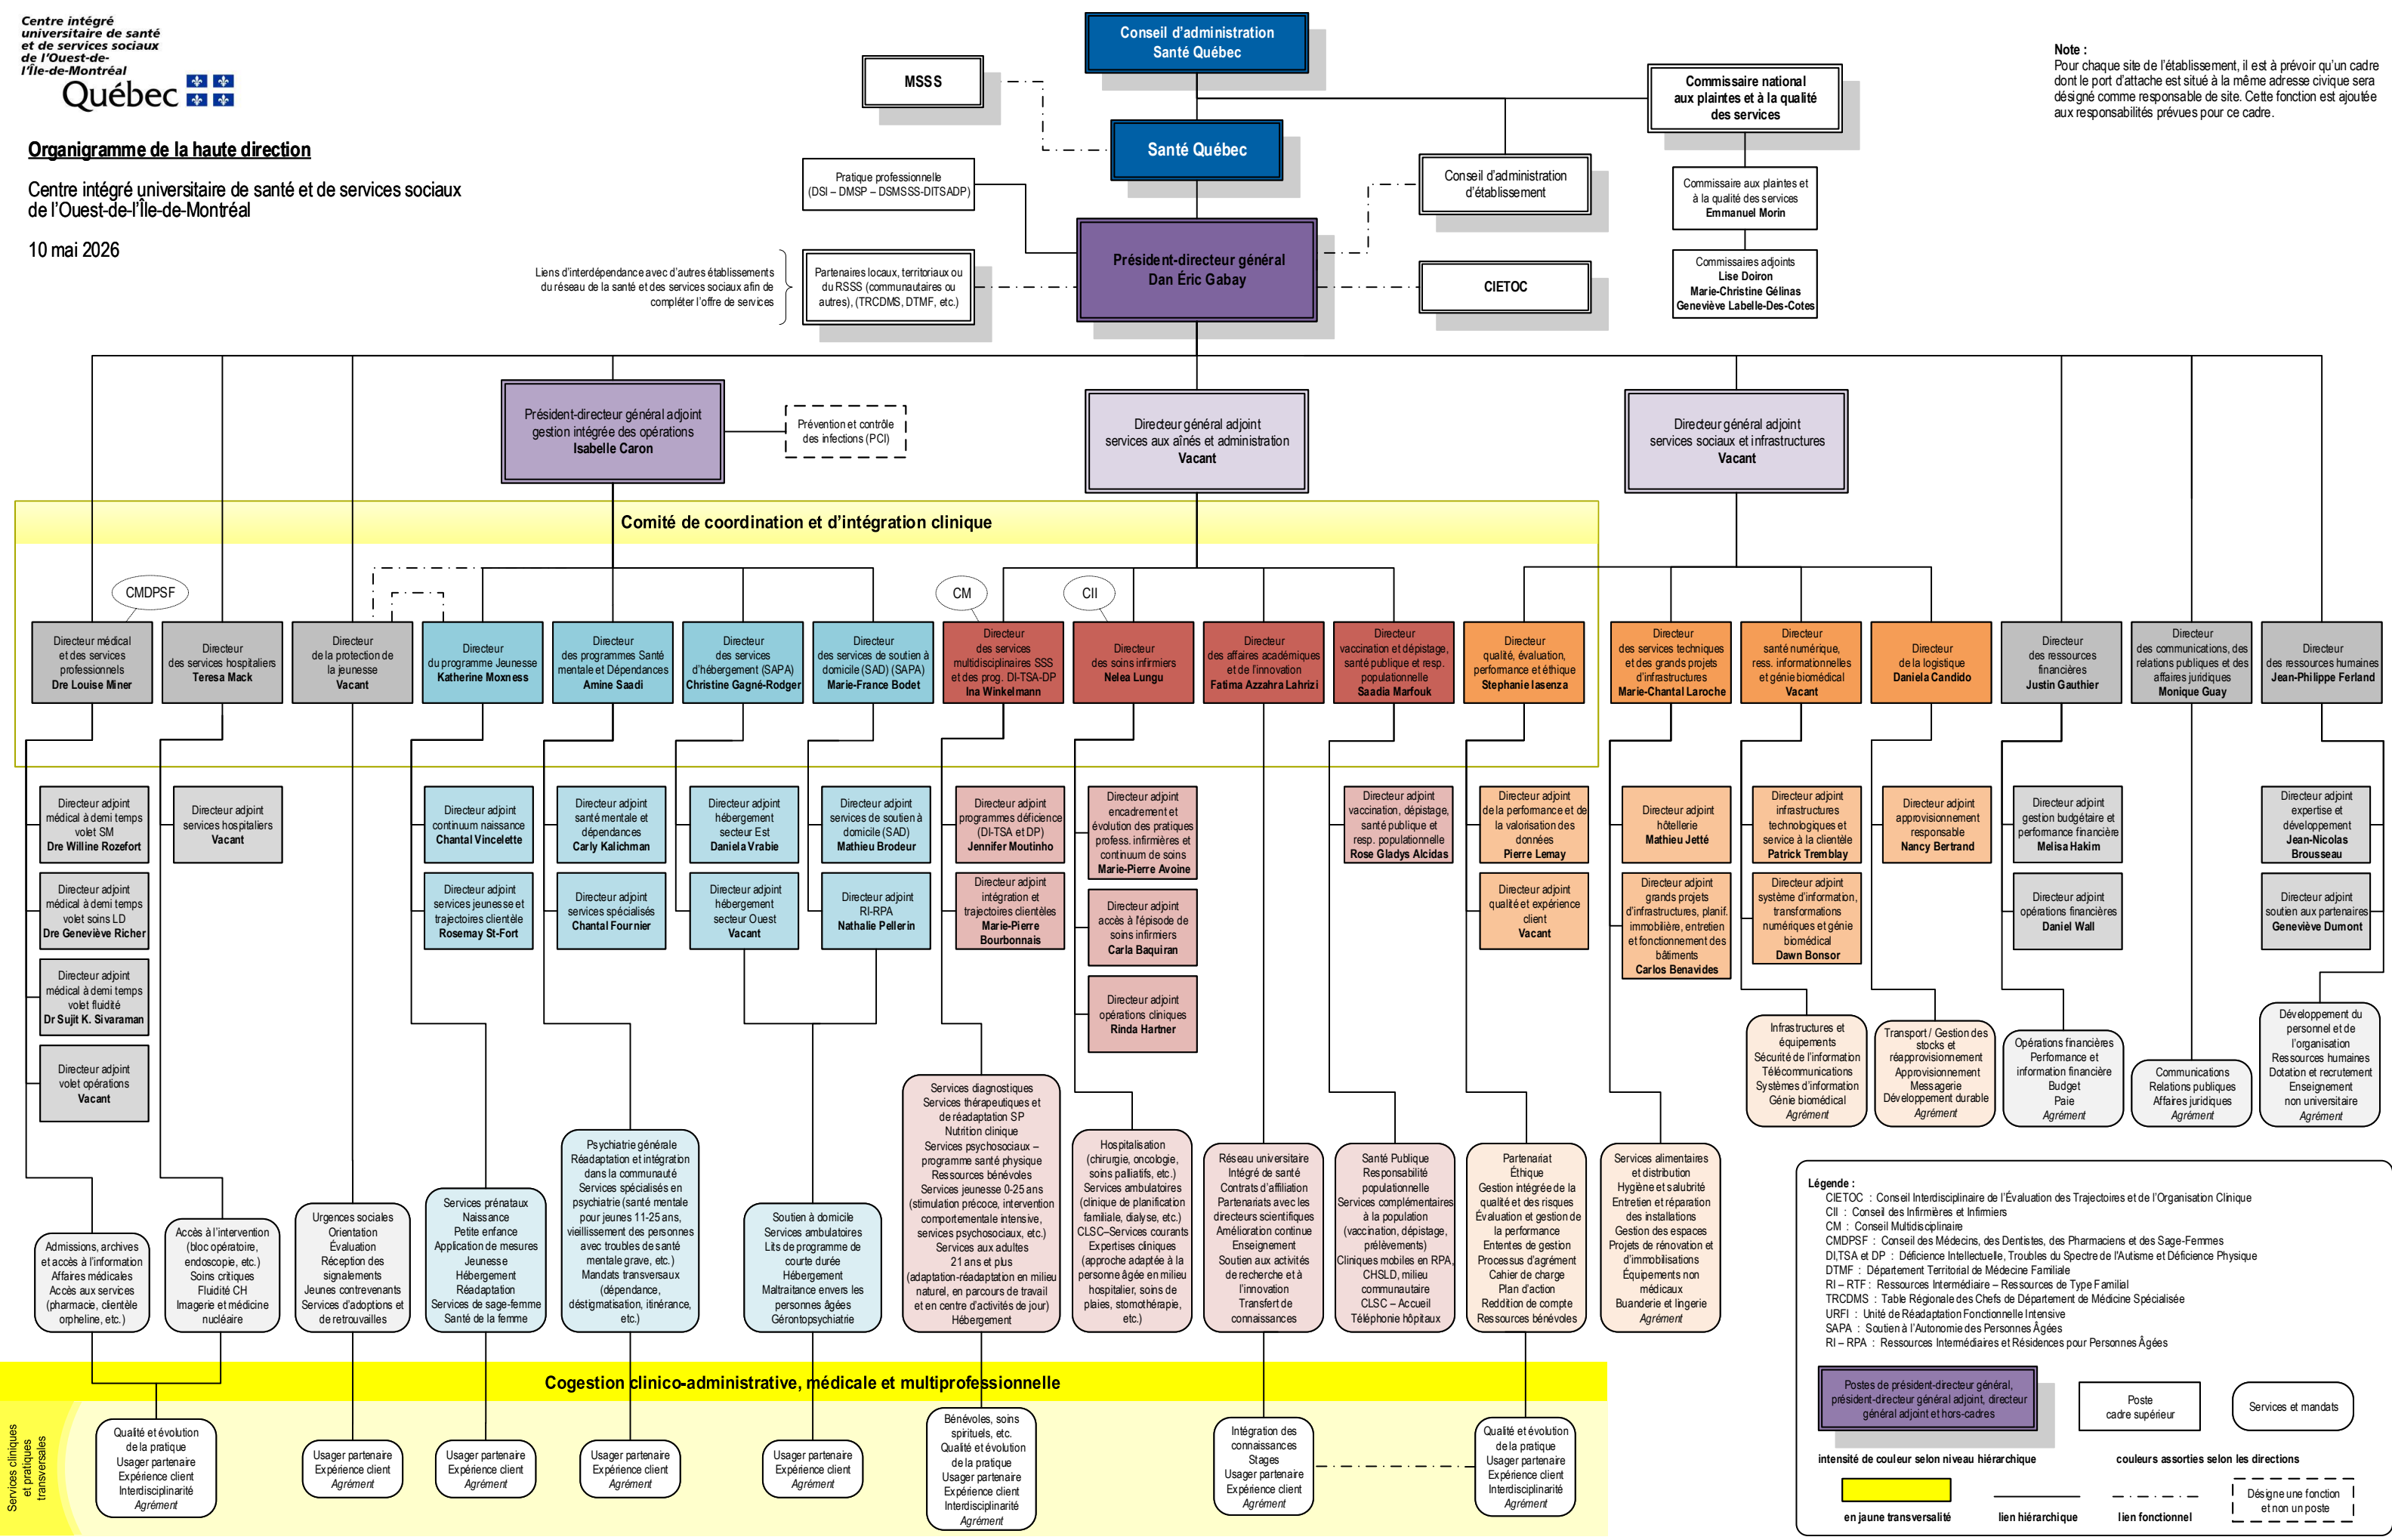 Centre intégré
universitaire de santé
et de services sociaux
de l'Ouest-de-
l'Île-de-Montréal
Québec
Organigramme de la haute direction
Centre intégré universitaire de santé et de services sociaux
de l'Ouest-de-l'Île-de-Montréal
10 mai 2026
Conseil d'administration
Santé Québec
MSSS
Santé Québec
Commissaire national
aux plaintes et à la qualité
des services
Note :
Pour chaque site de l'établissement, il est à prévoir qu'un cadre
dont le port d'attache est situé à la même adresse civique sera
désigné comme responsable de site. Cette fonction est ajoutée
aux responsabilités prévues pour ce cadre.
Pratique professionnelle
(DSI – DMSP – DSMSSS-DITSADP)
Conseil d'administration
d'établissement
Commissaire aux plaintes et
à la qualité des services
Emmanuel Morin
Commissaires adjoints
Lise Doiron
Marie-Christine Gélinas
Geneviève Labelle-Des-Cotes
Liens d'interdépendance avec d'autres établissements
du réseau de la santé et des services sociaux afin de
compléter l'offre de services
Partenaires locaux, territoriaux ou
du RSSS (communautaires ou
autres), (TRCDMS, DTMF, etc.)
Président-directeur général
Dan Éric Gabay
CIETOC
Président-directeur général adjoint
gestion intégrée des opérations
Isabelle Caron
Prévention et contrôle
des infections (PCI)
Directeur général adjoint
services aux aînés et administration
Vacant
Directeur général adjoint
services sociaux et infrastructures
Vacant
Comité de coordination et d'intégration clinique
CMDPSF
CM
CII
Directeur médical
et des services
professionnels
Dre Louise Miner
Directeur
des services hospitaliers
Teresa Mack
Directeur
de la protection de
la jeunesse
Vacant
Directeur
du programme Jeunesse
Katherine Moxness
Directeur
des programmes Santé
mentale et Dépendances
Amine Saadi
Directeur
des services
d'hébergement (SAPA)
Christine Gagné-Rodger
Directeur
des services de soutien à
domicile (SAD) (SAPA)
Marie-France Bodet
Directeur
des services
multidisciplinaires SSS
et des prog. DI-TSA-DP
Ina Winkelmann
Directeur
des soins infirmiers
Nelea Lungu
Directeur
des affaires académiques
et de l'innovation
Fatima Azzahra Lahrizi
Directeur
vaccination et dépistage,
santé publique et resp.
populationnelle
Saadia Marfouk
Directeur
qualité, évaluation,
performance et éthique
Stephanie Iasenza
Directeur
des services techniques
et des grands projets
d'infrastructures
Marie-Chantal Laroche
Directeur
santé numérique,
ress. informationnelles
et génie biomédical
Vacant
Directeur
de la logistique
Daniela Candido
Directeur
des ressources
financières
Justin Gauthier
Directeur
des communications, des
relations publiques et des
affaires juridiques
Monique Guay
Directeur
des ressources humaines
Jean-Philippe Ferland
Directeur adjoint
médical à demi temps
volet SM
Dre Willine Rozefort
Directeur adjoint
médical à demi temps
volet soins LD
Dre Geneviève Richer
Directeur adjoint
médical à demi temps
volet fluidité
Dr Sujit K. Sivaraman
Directeur adjoint
volet opérations
Vacant
Directeur adjoint
services hospitaliers
Vacant
Directeur adjoint
continuum naissance
Chantal Vincelette
Directeur adjoint
services jeunesse et
trajectoires clientèle
Rosemay St-Fort
Directeur adjoint
santé mentale et
dépendances
Carly Kalichman
Directeur adjoint
services spécialisés
Chantal Fournier
Directeur adjoint
hébergement
secteur Est
Daniela Vrabie
Directeur adjoint
hébergement
secteur Ouest
Vacant
Directeur adjoint
services de soutien à
domicile (SAD)
Mathieu Brodeur
Directeur adjoint
RI-RPA
Nathalie Pellerin
Directeur adjoint
programmes déficience
(DI-TSA et DP)
Jennifer Moutinho
Directeur adjoint
intégration et
trajectoires clientèles
Marie-Pierre
Bourbonnais
Directeur adjoint
encadrement et
évolution des pratiques
profess. infirmières et
continuum de soins
Marie-Pierre Avoine
Directeur adjoint
accès à l'épisode de
soins infirmiers
Carla Baquiran
Directeur adjoint
opérations cliniques
Rinda Hartner
Directeur adjoint
vaccination, dépistage,
santé publique et
resp. populationnelle
Rose Gladys Alcidas
Directeur adjoint
de la performance et de
la valorisation des
données
Pierre Lemay
Directeur adjoint
qualité et expérience
client
Vacant
Directeur adjoint
hôtellerie
Mathieu Jetté
Directeur adjoint
grands projets
d'infrastructures, planif.
immobilière, entretien
et fonctionnement des
bâtiments
Carlos Benavides
Directeur adjoint
infrastructures
technologiques et
service à la clientèle
Patrick Tremblay
Directeur adjoint
système d'information,
transformations
numériques et génie
biomédical
Dawn Bonsor
Directeur adjoint
approvisionnement
responsable
Nancy Bertrand
Directeur adjoint
gestion budgétaire et
performance financière
Melisa Hakim
Directeur adjoint
opérations financières
Daniel Wall
Directeur adjoint
expertise et
développement
Jean-Nicolas
Brousseau
Directeur adjoint
soutien aux partenaires
Geneviève Dumont
Admissions, archives
et accès à l'information
Affaires médicales
Accès aux services
(pharmacie, clientèle
orpheline, etc.)
Accès à l'intervention
(bloc opératoire,
endoscopie, etc.)
Soins critiques
Fluidité CH
Imagerie et médicine
nucléaire
Urgences sociales
Orientation
Évaluation
Réception des
signalements
Jeunes contrevenants
Services d'adoptions et
de retrouvailles
Services prénataux
Naissance
Petite enfance
Application de mesures
Jeunesse
Hébergement
Réadaptation
Services de sage-femme
Santé de la femme
Psychiatrie générale
Réadaptation et intégration
dans la communauté
Services spécialisés en
psychiatrie (santé mentale
pour jeunes 11-25 ans,
vieillissement des personnes
avec troubles de santé
mentale grave, etc.)
Mandats transversaux
(dépendance,
déstigmatisation, itinérance,
etc.)
Soutien à domicile
Services ambulatoires
Lits de programme de
courte durée
Hébergement
Maltraitance envers les
personnes âgées
Gérontopsychiatrie
Services diagnostiques
Services thérapeutiques et
de réadaptation SP
Nutrition clinique
Services psychosociaux –
programme santé physique
Ressources bénévoles
Services jeunesse 0-25 ans
(stimulation précoce, intervention
comportementale intensive,
services psychosociaux, etc.)
Services aux adultes
21 ans et plus
(adaptation-réadaptation en milieu
naturel, en parcours de travail
et en centre d'activités de jour)
Hébergement
Hospitalisation
(chirurgie, oncologie,
soins palliatifs, etc.)
Services ambulatoires
(clinique de planification
familiale, dialyse, etc.)
CLSC–Services courants
Expertises cliniques
(approche adaptée à la
personne âgée en milieu
hospitalier, soins de
plaies, stomothérapie,
etc.)
Réseau universitaire
Intégré de santé
Contrats d'affiliation
Partenariats avec les
directeurs scientifiques
Amélioration continue
Enseignement
Soutien aux activités
de recherche et à
l'innovation
Transfert de
connaissances
Santé Publique
Responsabilité
populationnelle
Services complémentaires
à la population
(vaccination, dépistage,
prélèvements)
Cliniques mobiles en RPA,
CHSLD, milieu
communautaire
CLSC – Accueil
Téléphonie hôpitaux
Partenariat
Éthique
Gestion intégrée de la
qualité et des risques
Évaluation et gestion de
la performance
Ententes de gestion
Processus d'agrément
Cahier de charge
Plan d'action
Reddition de compte
Ressources bénévoles
Services alimentaires
et distribution
Hygiène et salubrité
Entretien et réparation
des installations
Gestion des espaces
Projets de rénovation et
d'immobilisations
Équipements non
médicaux
Buanderie et lingerie
Agrément
Infrastructures et
équipements
Sécurité de l'information
Télécommunications
Systèmes d'information
Génie biomédical
Agrément
Transport / Gestion des
stocks et
réapprovisionnement
Approvisionnement
Messagerie
Développement durable
Agrément
Opérations financières
Performance et
information financière
Budget
Paie
Agrément
Communications
Relations publiques
Affaires juridiques
Agrément
Développement du
personnel et de
l'organisation
Ressources humaines
Dotation et recrutement
Enseignement
non universitaire
Agrément
Cogestion clinico-administrative, médicale et multiprofessionnelle
Services cliniques
et pratiques
transversales
Qualité et évolution
de la pratique
Usager partenaire
Expérience client
Interdisciplinarité
Agrément
Usager partenaire
Expérience client
Agrément
Usager partenaire
Expérience client
Agrément
Usager partenaire
Expérience client
Agrément
Usager partenaire
Expérience client
Agrément
Bénévoles, soins
spirituels, etc.
Qualité et évolution
de la pratique
Usager partenaire
Expérience client
Interdisciplinarité
Agrément
Intégration des
connaissances
Stages
Usager partenaire
Expérience client
Agrément
Qualité et évolution
de la pratique
Usager partenaire
Expérience client
Interdisciplinarité
Agrément
Légende :
CIETOC : Conseil Interdisciplinaire de l'Évaluation des Trajectoires et de l'Organisation Clinique
CII : Conseil des Infirmières et Infirmiers
CM : Conseil Multidisciplinaire
CMDPSF : Conseil des Médecins, des Dentistes, des Pharmaciens et des Sage-Femmes
DI,TSA et DP : Déficience Intellectuelle, Troubles du Spectre de l'Autisme et Déficience Physique
DTMF : Département Territorial de Médecine Familiale
RI – RTF : Ressources Intermédiaire – Ressources de Type Familial
TRCDMS : Table Régionale des Chefs de Département de Médicine Spécialisée
URFI : Unité de Réadaptation Fonctionnelle Intensive
SAPA : Soutien à l'Autonomie des Personnes Âgées
RI – RPA : Ressources Intermédiaires et Résidences pour Personnes Âgées
Postes de président-directeur général,
président-directeur général adjoint, directeur
général adjoint et hors-cadres
Poste
cadre supérieur
Services et mandats
intensité de couleur selon niveau hiérarchique
couleurs assorties selon les directions
en jaune transversalité
lien hiérarchique
lien fonctionnel
Désigne une fonction
et non un poste